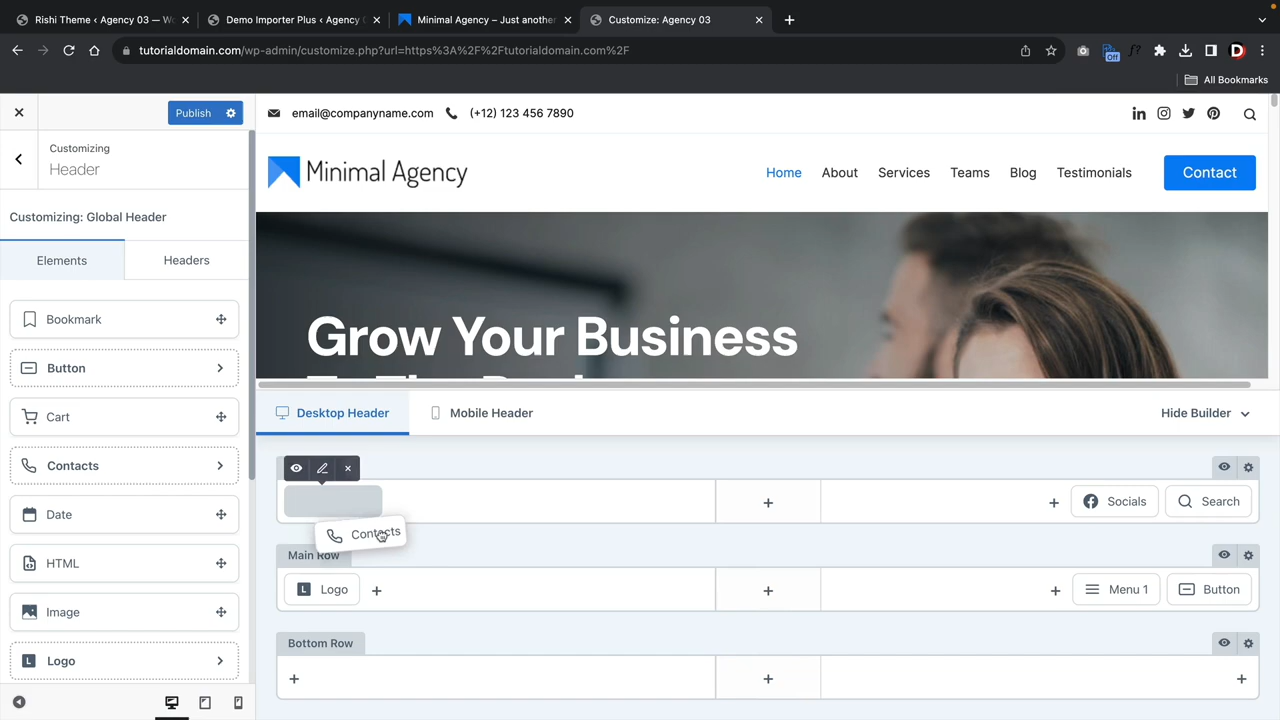 Rishi Theme ‹ Agency 03 — W
Demo Importer Plus ‹ Agency
Minimal Agency – Just another
Customize: Agency 03
tutorialdomain.com/wp-admin/customize.php?url=https%3A%2F%2Ftutorialdomain.com%2F
Off
D
All Bookmarks
Publish
Customizing
Header
Customizing: Global Header
Elements
Headers
Bookmark
Button
Cart
Contacts
Date
HTML
Image
Logo
email@companyname.com
(+12) 123 456 7890
Minimal Agency
Home
About
Services
Teams
Blog
Testimonials
Contact
Grow Your Business
Desktop Header
Mobile Header
Hide Builder
Contacts
Socials
Search
Main Row
Logo
Menu 1
Button
Bottom Row